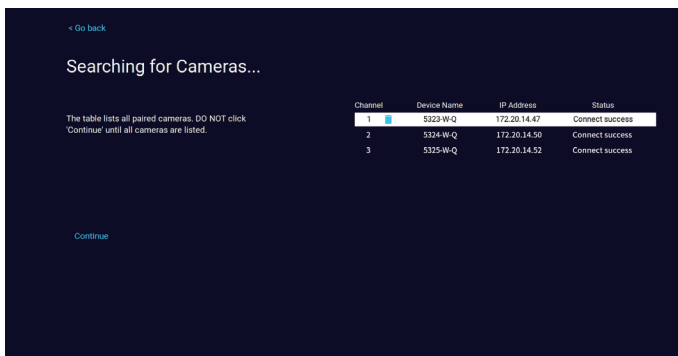 < Go back
Searching for Cameras...
The table lists all paired cameras. DO NOT click
'Continue' until all cameras are listed.
Channel Device Name IP Address Status
1 5323-W-Q 172.20.14.47 Connect success
2 5324-W-Q 172.20.14.50 Connect success
3 5325-W-Q 172.20.14.52 Connect success
Continue